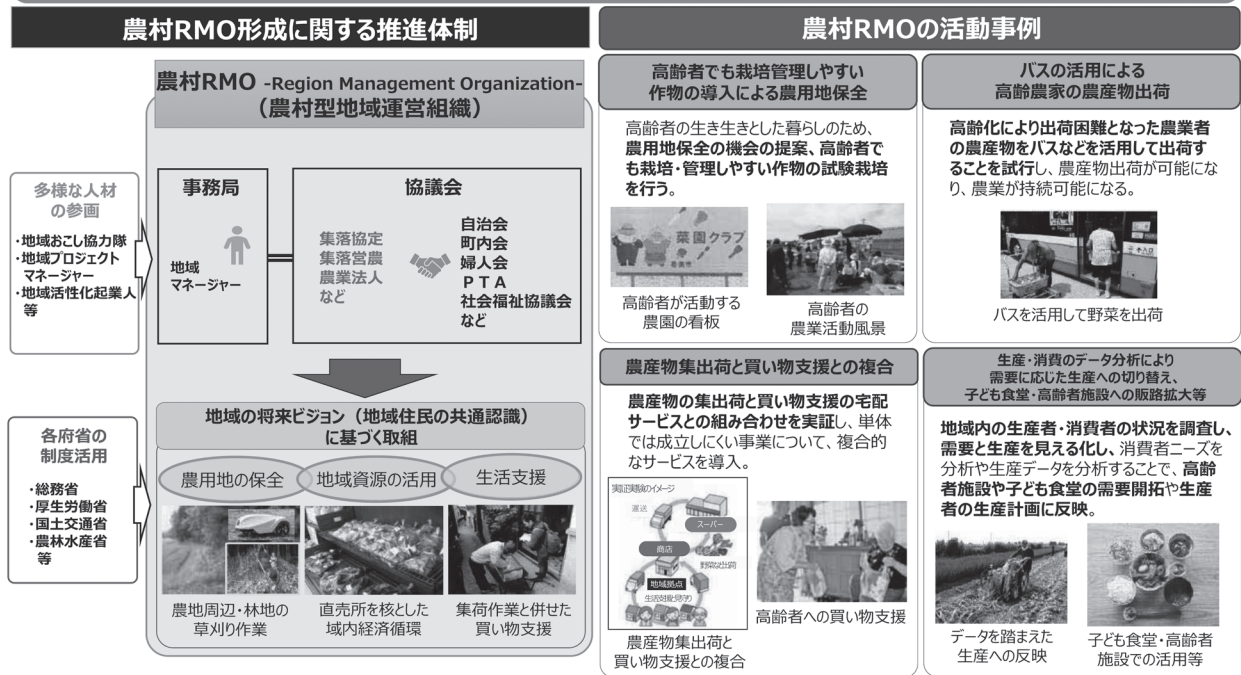 農村RMO形成に関する推進体制
農村RMO -Region Management Organization-
（農村型地域運営組織）
多様な人材
の参画
・地域おこし協力隊
・地域プロジェクト
マネージャー
・地域活性化起業人
等
事務局
地域
マネージャー
協議会
集落協定
集落営農
農業法人
など
自治会
町内会
婦人会
ＰＴＡ
社会福祉協議会
など
各府省の
制度活用
・総務省
・厚生労働省
・国土交通省
・農林水産省
等
地域の将来ビジョン（地域住民の共通認識）
に基づく取組
農用地の保全
地域資源の活用
生活支援
農地周辺・林地の
草刈り作業
直売所を核とした
域内経済循環
集荷作業と併せた
買い物支援
農村RMOの活動事例
高齢者でも栽培管理しやすい
作物の導入による農用地保全
高齢者の生き生きとした暮らしのため、
農用地保全の機会の提案、高齢者で
も栽培・管理しやすい作物の試験栽培
を行う。
菜園クラブ
高齢者が活動する
農園の看板
高齢者の
農業活動風景
バスの活用による
高齢農家の農産物出荷
高齢化により出荷困難となった農業者
の農産物をバスなどを活用して出荷す
ることを試行し、農産物出荷が可能にな
り、農業が持続可能になる。
バスを活用して野菜を出荷
農産物集出荷と買い物支援との複合
農産物の集出荷と買い物支援の宅配
サービスとの組み合わせを実証し、単体
では成立しにくい事業について、複合的
なサービスを導入。
実証実験のイメージ
運送
スーパー
商店
野菜など出荷
地域拠点
農産物集出荷と
買い物支援との複合
高齢者への買い物支援
生産・消費のデータ分析により
需要に応じた生産への切り替え、
子ども食堂・高齢者施設への販路拡大等
地域内の生産者・消費者の状況を調査し、
需要と生産を見える化し、消費者ニーズを
分析や生産データを分析することで、高齢
者施設や子ども食堂の需要開拓や生産
者の生産計画に反映。
データを踏まえた
生産への反映
子ども食堂・高齢者
施設での活用等